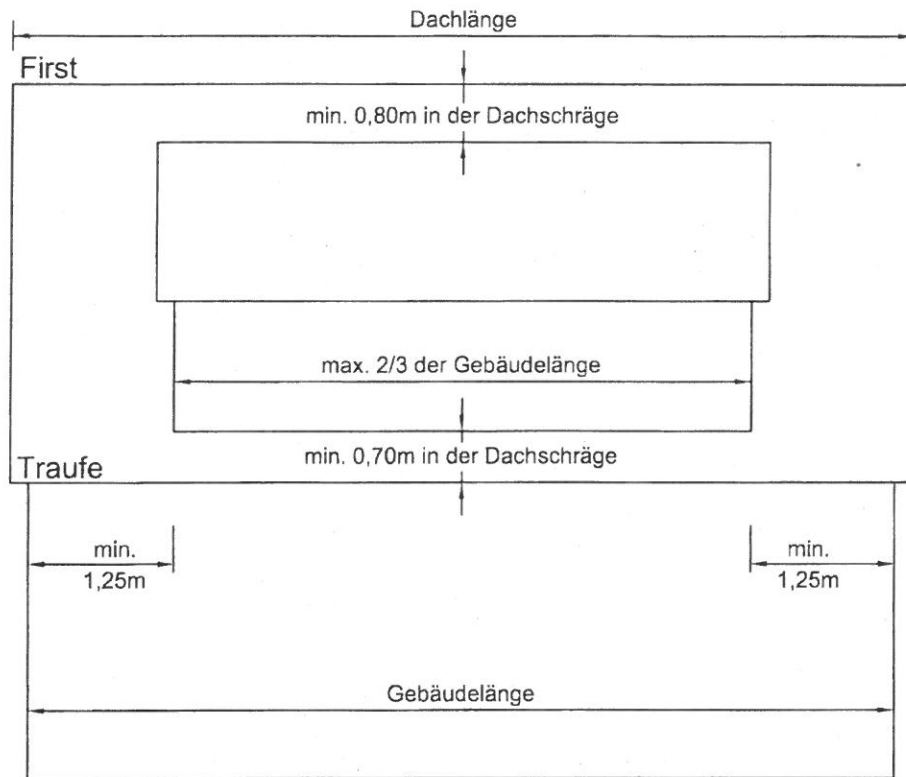 Dachlänge
First
min. 0,80m in der Dachschräge
max. 2/3 der Gebäudelänge
min. 0,70m in der Dachschräge
Traufe
min.
1,25m
min.
1,25m
Gebäudelänge